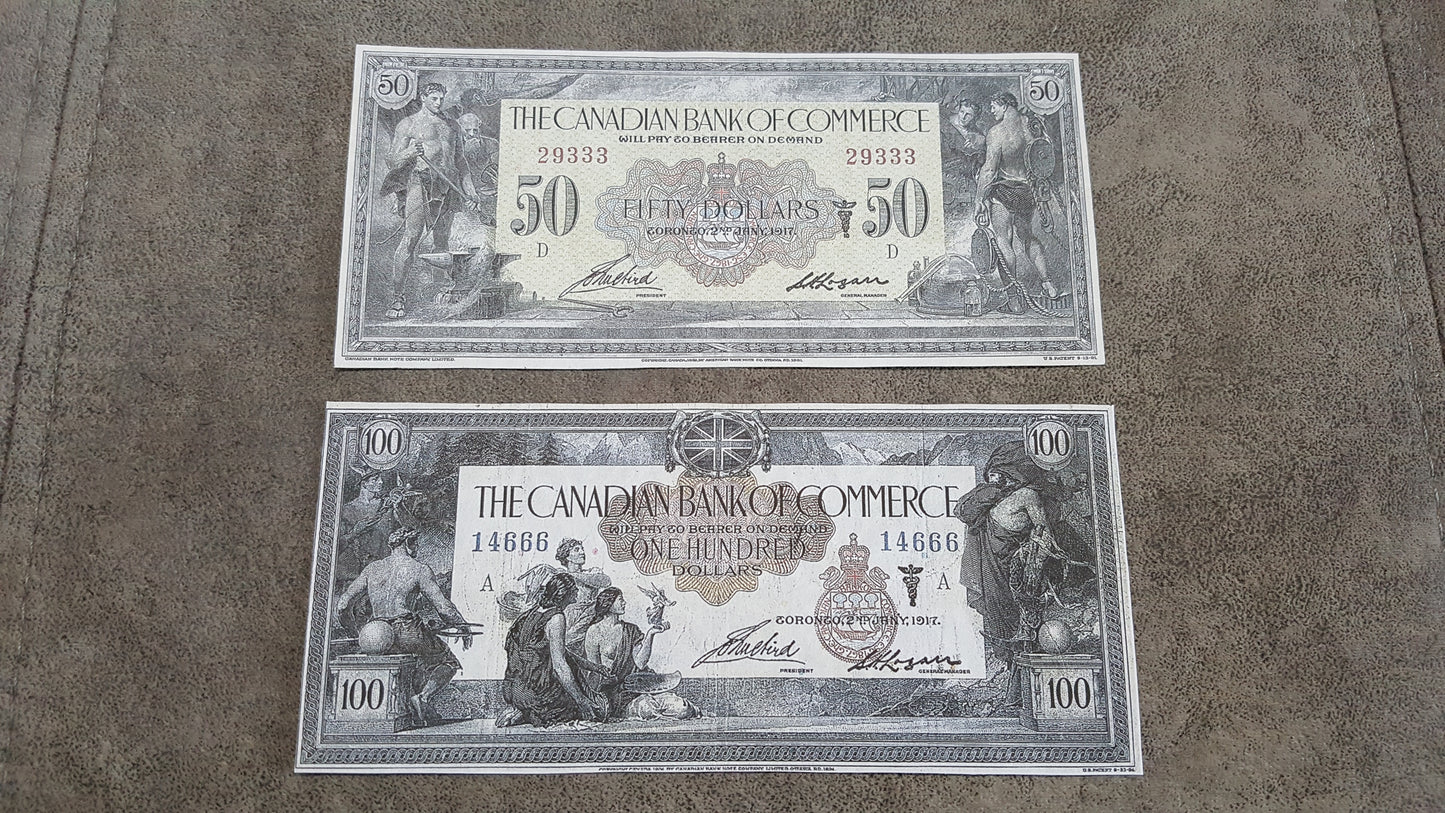 50 50
THE CANADIAN BANK OF COMMERCE
WILL PAY TO BEARER ON DEMAND
29333 29333
50 FIFTY DOLLARS 50
TORONTO, 2ND JANY, 1917.
D D
PRESIDENT GENERAL MANAGER
CANADIAN BANK NOTE COMPANY LIMITED. U.S. PATENT
100 100
THE CANADIAN BANK OF COMMERCE
WILL PAY TO BEARER ON DEMAND
14666 ONE HUNDRED 14666
DOLLARS
A A
TORONTO, 2ND JANY, 1917.
PRESIDENT GENERAL MANAGER
100 100
U.S. PATENT